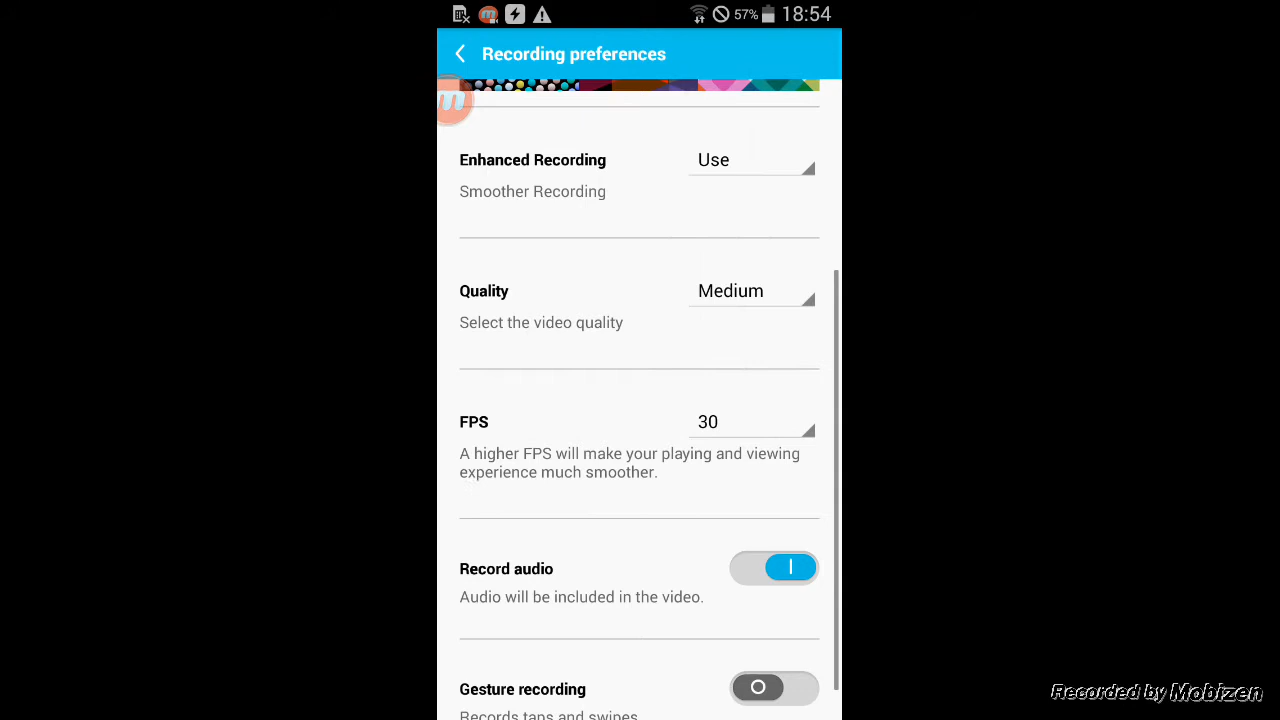 57% 18:54
Recording preferences
m
Enhanced Recording Use
Smoother Recording
Quality Medium
Select the video quality
FPS 30
A higher FPS will make your playing and viewing
experience much smoother.
Record audio
Audio will be included in the video.
Gesture recording
Records taps and swipes
Recorded by Mobizen